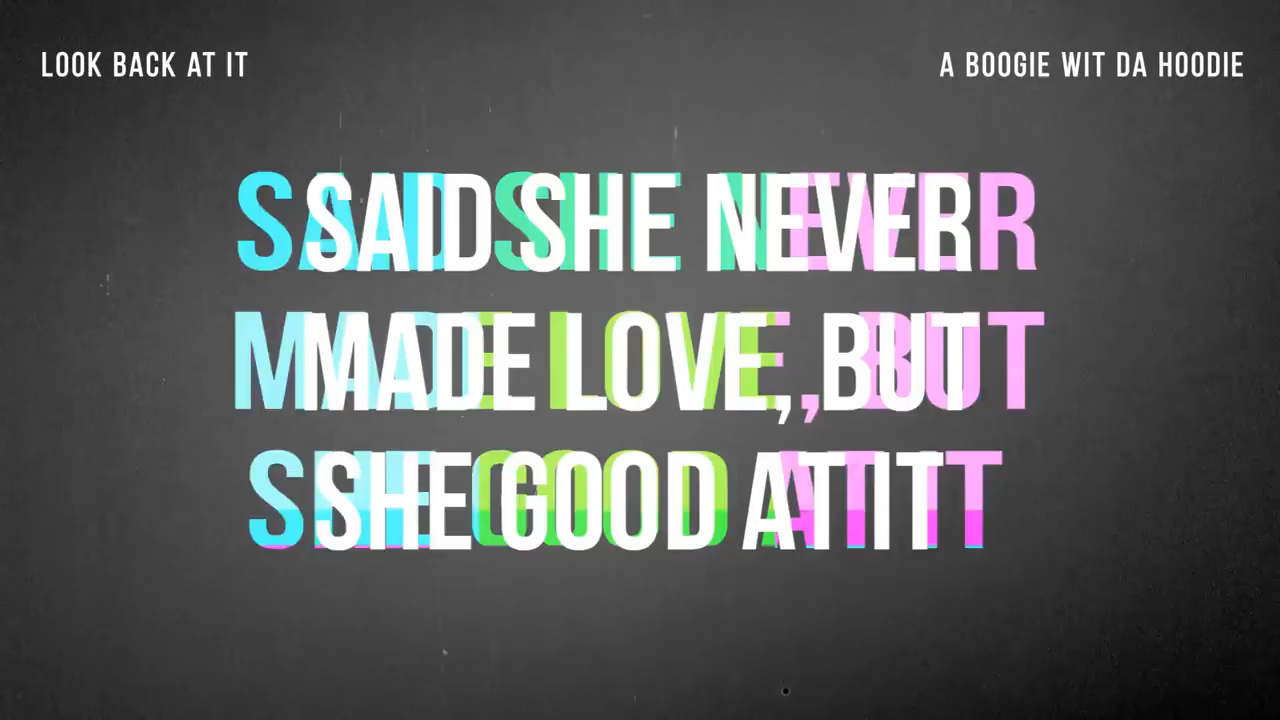 LOOK BACK AT IT
A BOOGIE WIT DA HOODIE
SAID SHE NEVER
MADE LOVE, BUT
SHE GOOD AT IT